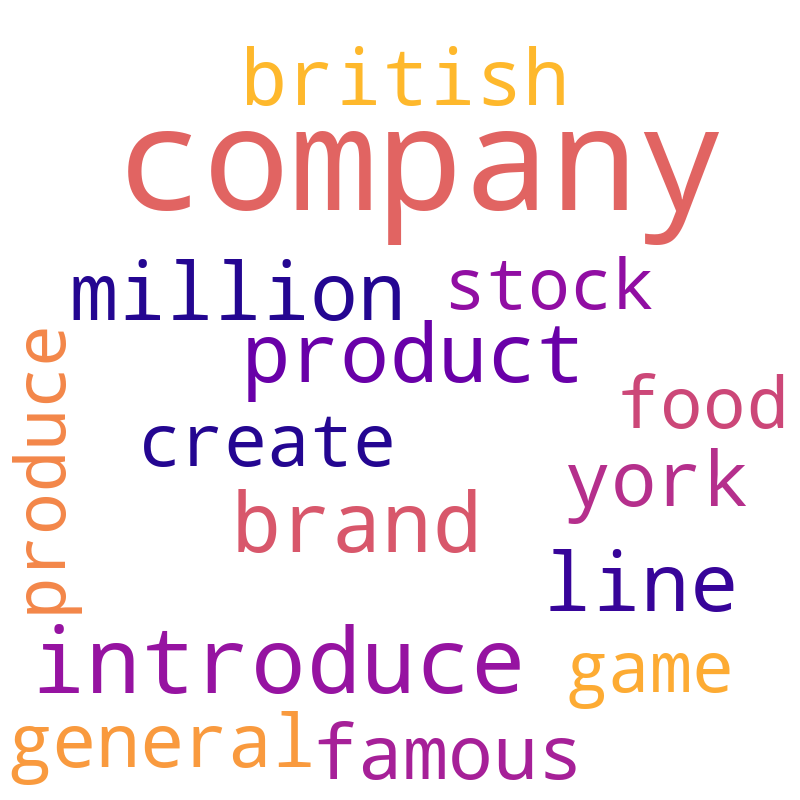 british
company
million
stock
product
produce
food
create
york
brand
line
introduce
game
general
famous